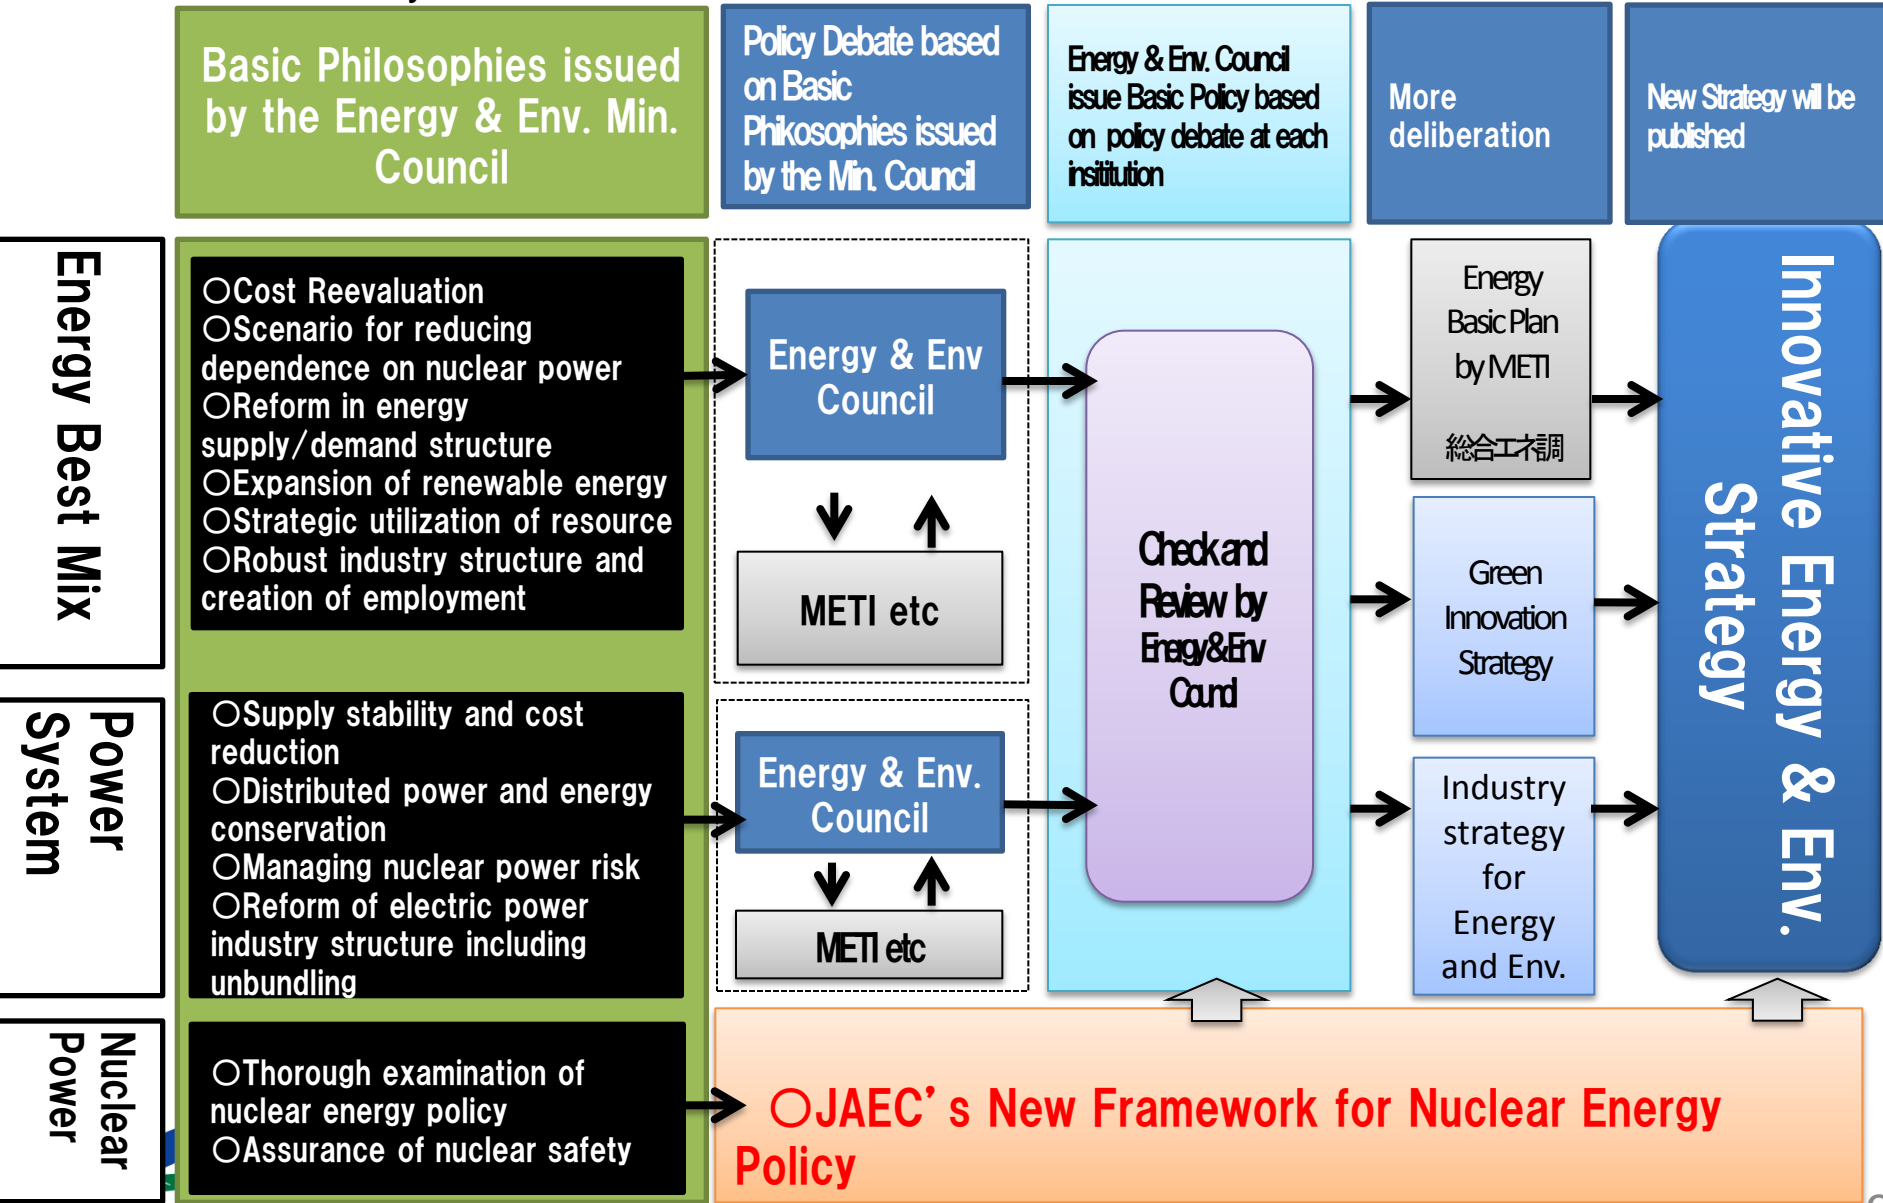 Basic Philosophies issued
by the Energy & Env. Min.
Council
Policy Debate based
on Basic
Phikosophies issued
by the Min. Council
Energy & Env. Council
issue Basic Policy based
on policy debate at each
insititution
More
deliberation
New Strategy will be
published
Energy Best Mix
○Cost Reevaluation
○Scenario for reducing
dependence on nuclear power
○Reform in energy
supply/demand structure
○Expansion of renewable energy
○Strategic utilization of resource
○Robust industry structure and
creation of employment
Energy & Env
Council
METI etc
Check and
Review by
Energy&Env
Council
Energy
Basic Plan
by METI
総合エネ調
Green
Innovation
Strategy
Industry
strategy
for
Energy
and Env.
Innovative Energy & Env.
Strategy
Power
System
○Supply stability and cost
reduction
○Distributed power and energy
conservation
○Managing nuclear power risk
○Reform of electric power
industry structure including
unbundling
Energy & Env.
Council
METI etc
Nuclear
Power
○Thorough examination of
nuclear energy policy
○Assurance of nuclear safety
○JAEC’s New Framework for Nuclear Energy
Policy